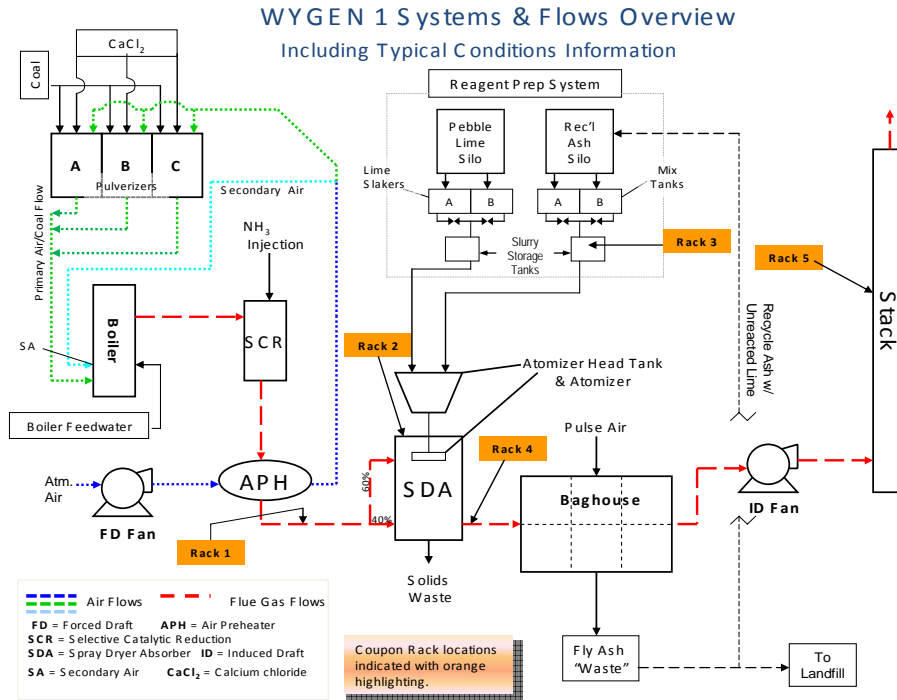 WYGEN 1 Systems & Flows Overview
Including Typical Conditions Information
CaCl₂
Coal
Reagent Prep System
Pebble
Lime
Silo
Rec'l
Ash
Silo
A
B
C
Pulverizers
Lime
Slakers
A
B
A
B
Mix
Tanks
Secondary Air
Primary Air/Coal Flow
NH₃
Injection
Slurry
Storage
Tanks
Rack 3
Rack 5
Stack
Boiler
SCR
SA
Rack 2
Recycle Ash w/
Unreacted Lime
Atomizer Head Tank
& Atomizer
Boiler Feedwater
Pulse Air
Rack 4
Atm.
Air
APH
60%
SDA
Baghouse
40%
FD Fan
ID Fan
Rack 1
Solids
Waste
Air Flows
Flue Gas Flows
FD = Forced Draft
APH = Air Preheater
SCR = Selective Catalytic Reduction
SDA = Spray Dryer Absorber
ID = Induced Draft
SA = Secondary Air
CaCl₂ = Calcium chloride
Coupon Rack locations
indicated with orange
highlighting.
Fly Ash
"Waste"
To
Landfill